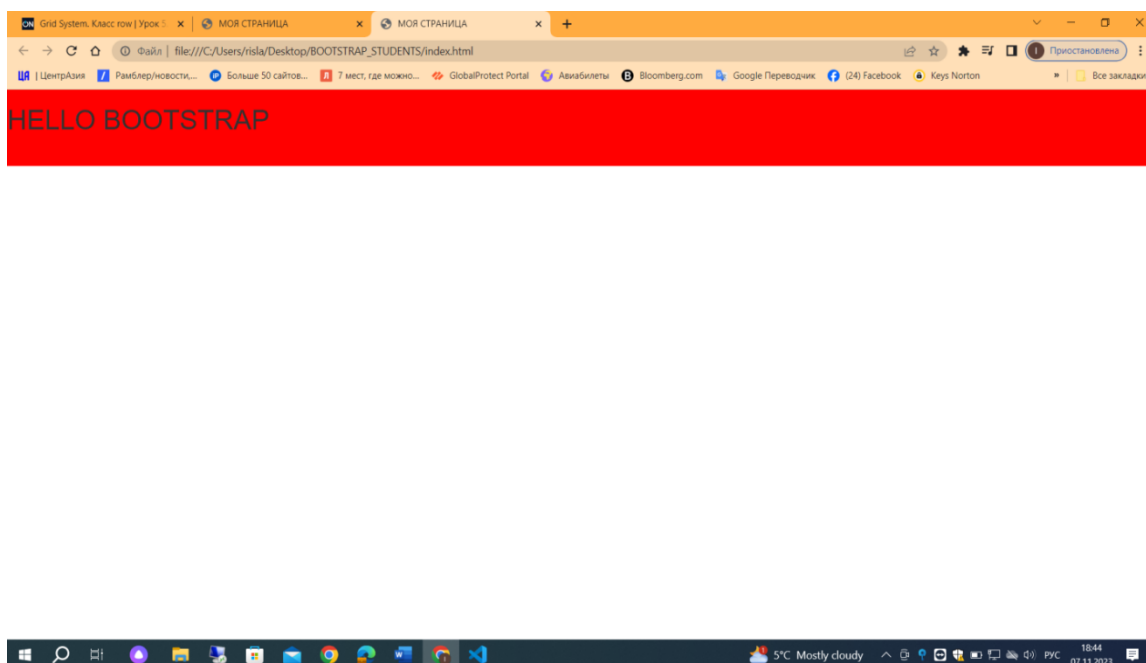 Grid System. Класс row | Урок 5
МОЯ СТРАНИЦА
МОЯ СТРАНИЦА
Файл | file:///C:/Users/risla/Desktop/BOOTSTRAP_STUDENTS/index.html
Приостановлена
ЦЯ | ЦентрАзия Рамблер/новости,... Больше 50 сайтов... 7 мест, где можно... GlobalProtect Portal Авиабилеты Bloomberg.com Google Переводчик (24) Facebook Keys Norton » Все закладки
HELLO BOOTSTRAP
5°C Mostly cloudy РУС 18:44
07.11.2023